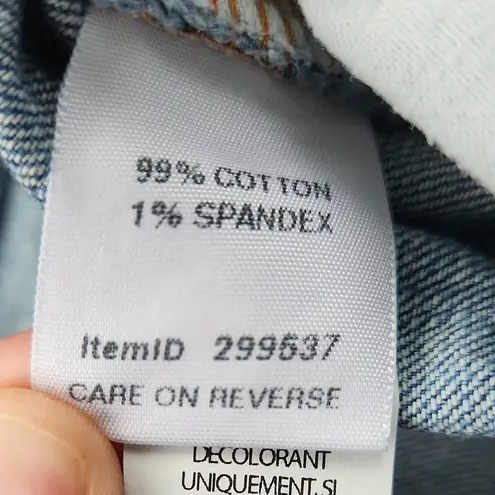 99% COTTON
1% SPANDEX
ItemID 299537
CARE ON REVERSE
DECOLORANT
UNIQUEMENT, SI